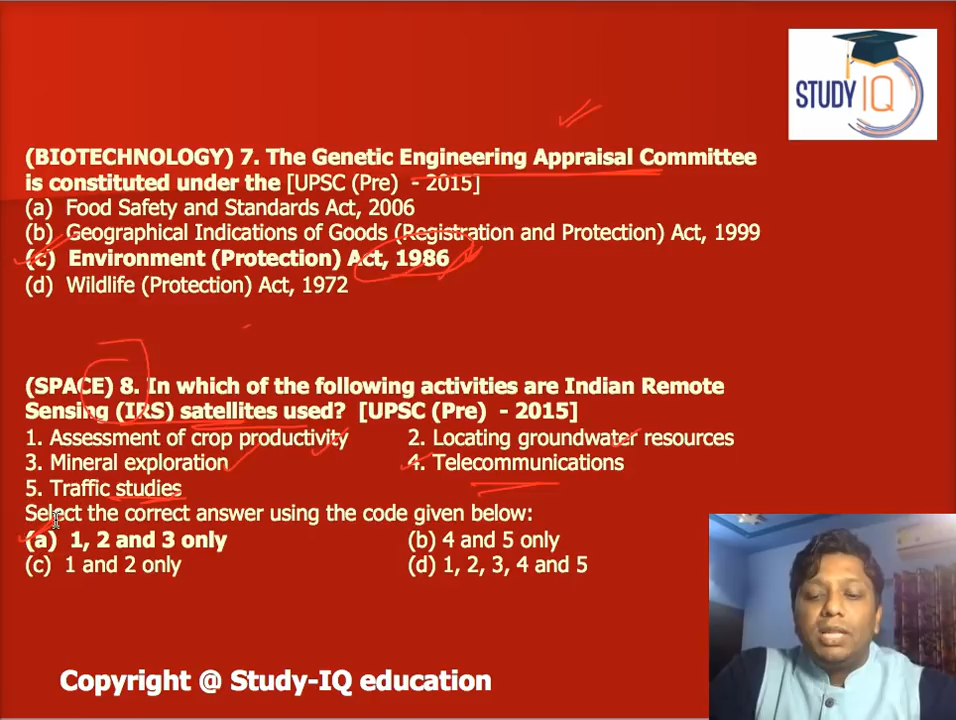 STUDY IQ
(BIOTECHNOLOGY) 7. The Genetic Engineering Appraisal Committee
is constituted under the [UPSC (Pre) - 2015]
(a) Food Safety and Standards Act, 2006
(b) Geographical Indications of Goods (Registration and Protection) Act, 1999
(c) Environment (Protection) Act, 1986
(d) Wildlife (Protection) Act, 1972
(SPACE) 8. In which of the following activities are Indian Remote
Sensing (IRS) satellites used? [UPSC (Pre) - 2015]
1. Assessment of crop productivity 2. Locating groundwater resources
3. Mineral exploration 4. Telecommunications
5. Traffic studies
Select the correct answer using the code given below:
(a) 1, 2 and 3 only (b) 4 and 5 only
(c) 1 and 2 only (d) 1, 2, 3, 4 and 5
Copyright @ Study-IQ education